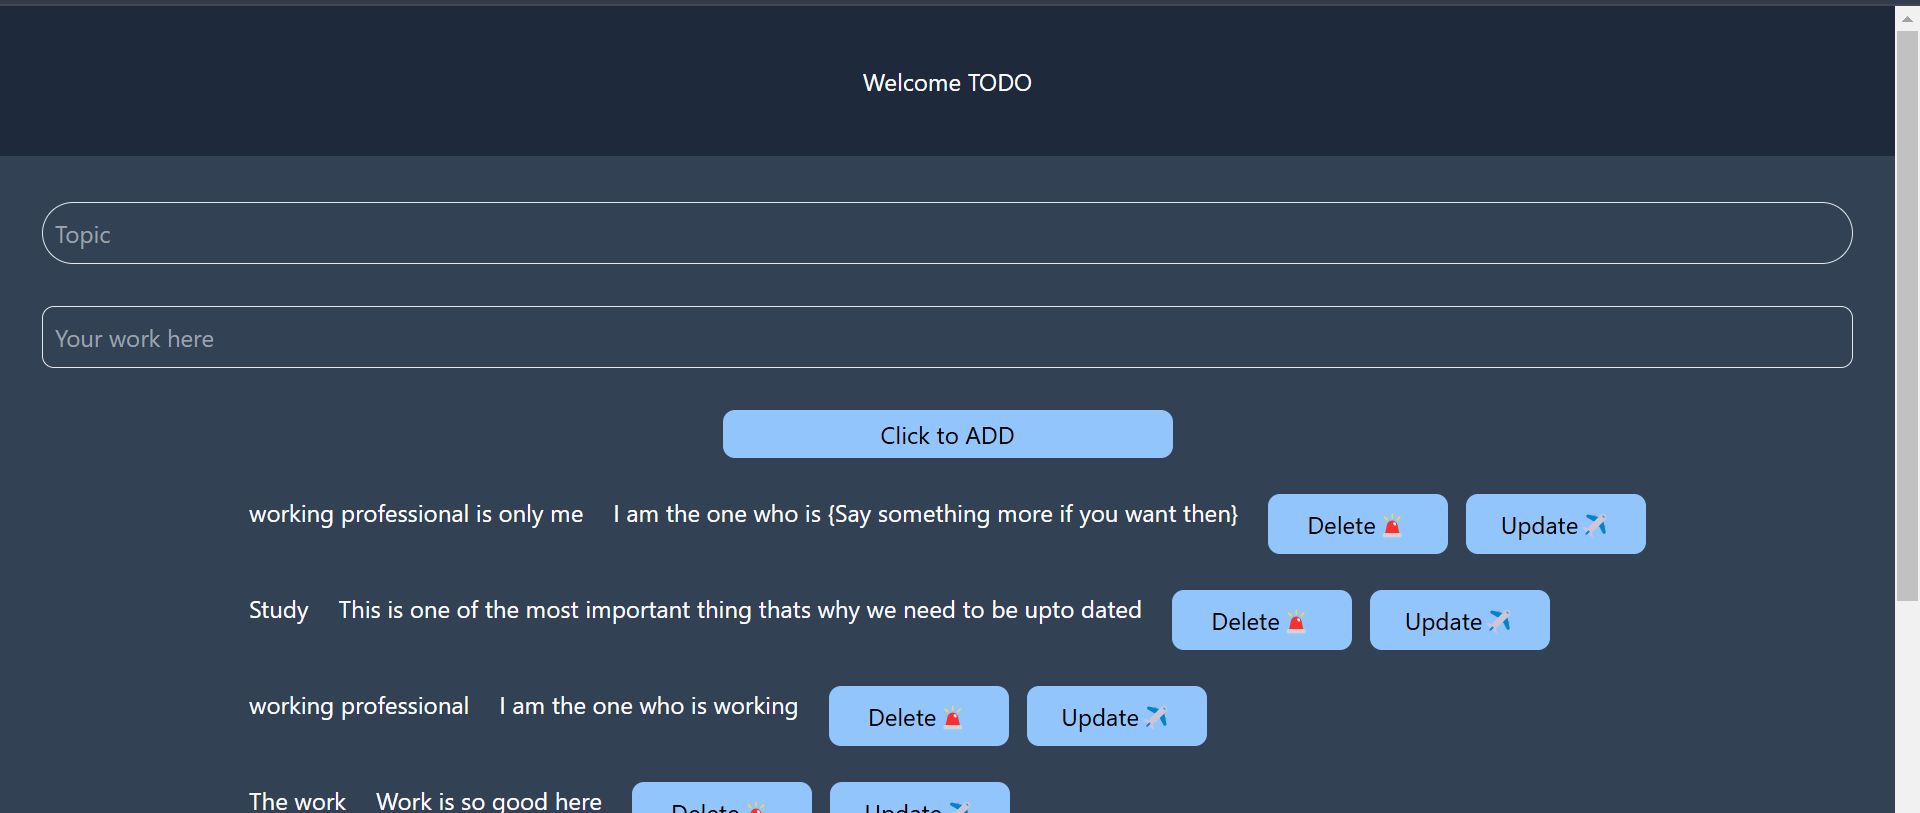 Welcome TODO
Topic
Your work here
Click to ADD
working professional is only me I am the one who is {Say something more if you want then} Delete🚨 Update✈️
Study This is one of the most important thing thats why we need to be upto dated Delete🚨 Update✈️
working professional I am the one who is working Delete🚨 Update✈️
The work Work is so good here Delete🚨 Update✈️